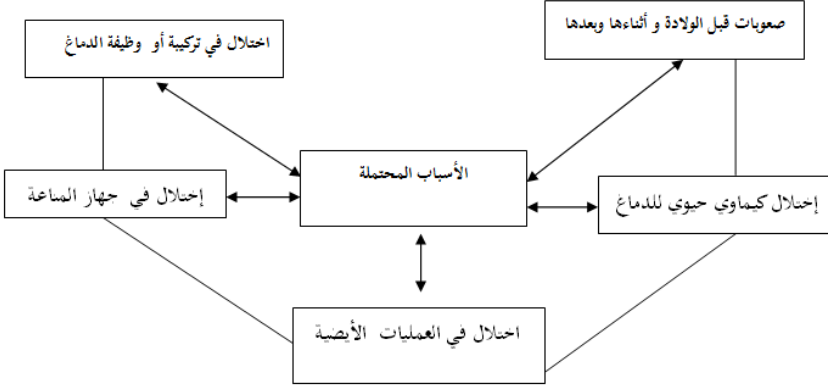 صعوبات قبل الولادة و أثناءها وبعدها
اختلال في تركيبة أو وظيفة الدماغ
الأسباب المحتملة
إختلال كيماوي حيوي للدماغ
إختلال في جهاز المناعة
اختلال في العمليات الأيضية